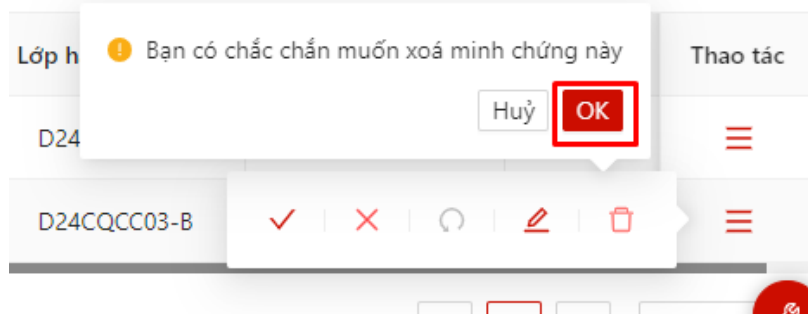 Bạn có chắc chắn muốn xoá minh chứng này
Huỷ OK
Lớp h Thao tác
D24
D24CQCC03-B